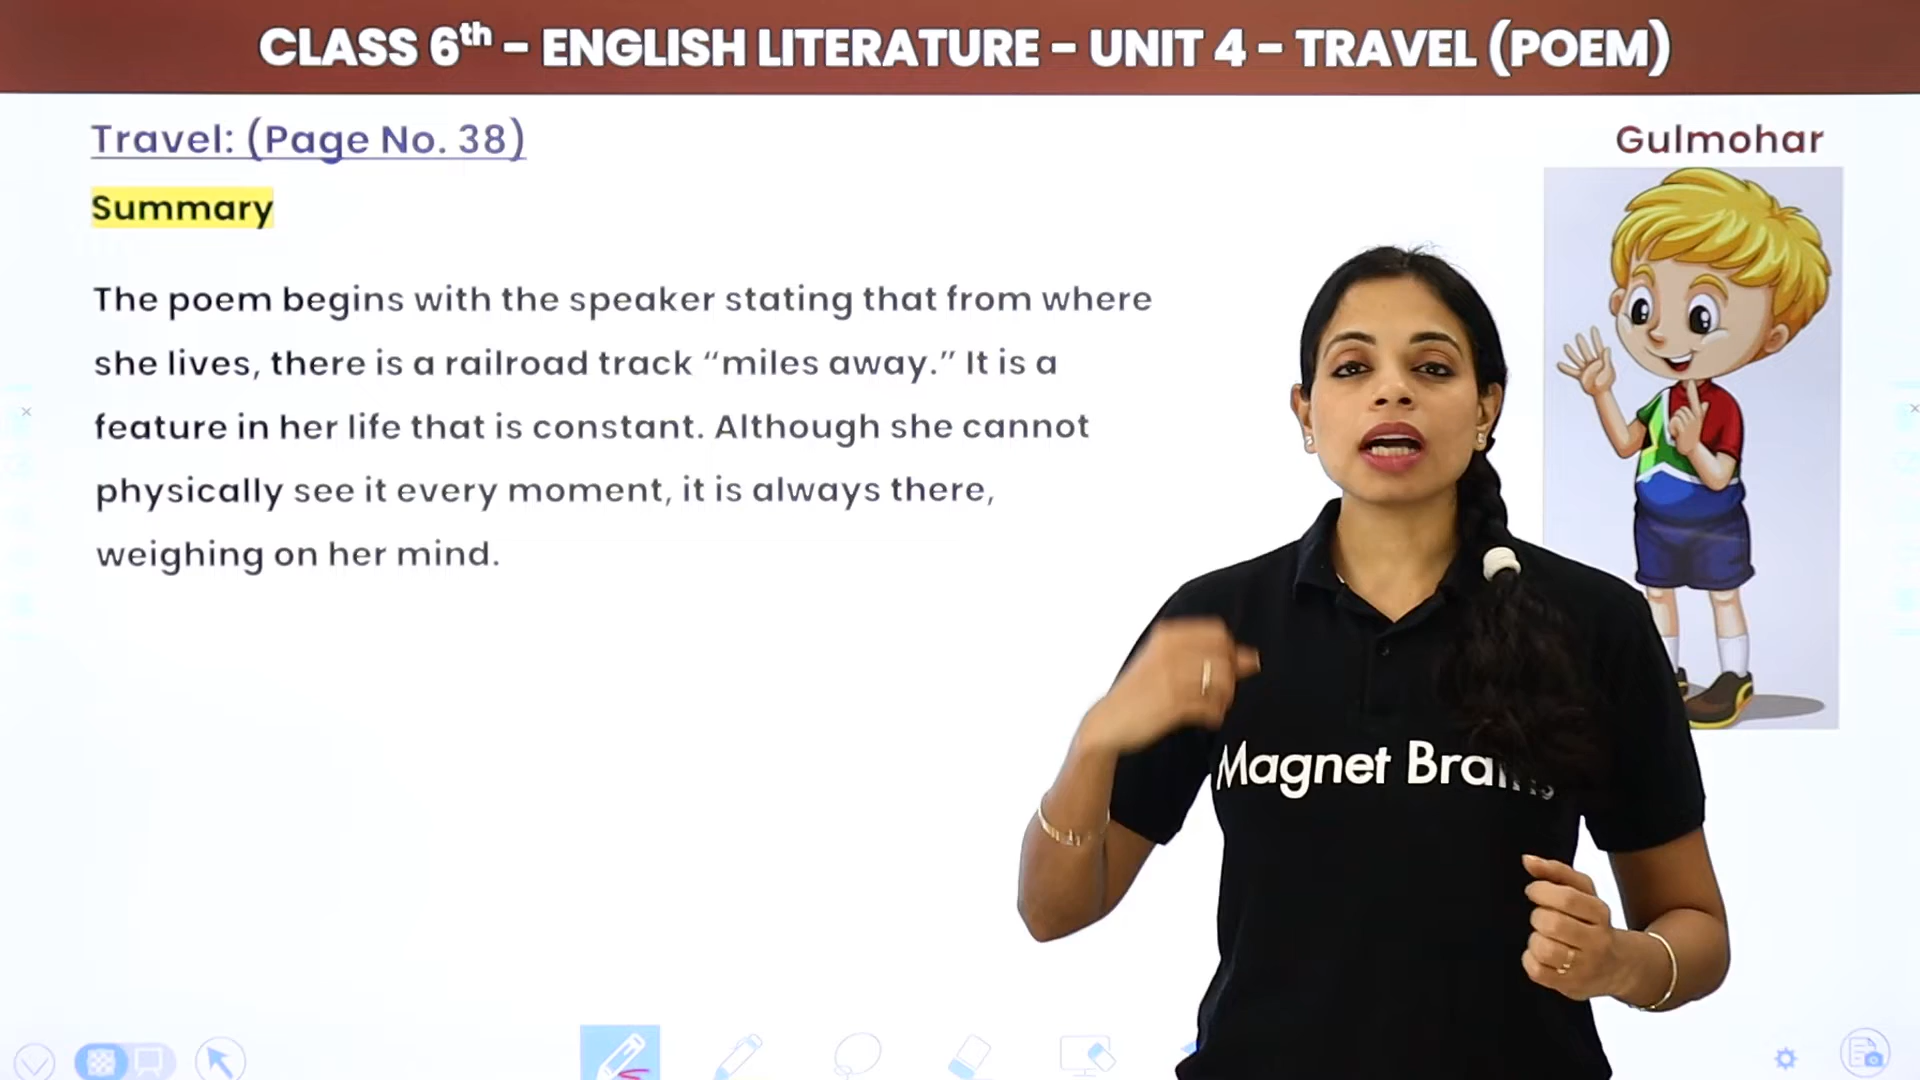 CLASS 6th – ENGLISH LITERATURE – UNIT 4 – TRAVEL (POEM)
Travel: (Page No. 38)
Gulmohar
Summary
The poem begins with the speaker stating that from where
she lives, there is a railroad track “miles away.” It is a
feature in her life that is constant. Although she cannot
physically see it every moment, it is always there,
weighing on her mind.
Magnet